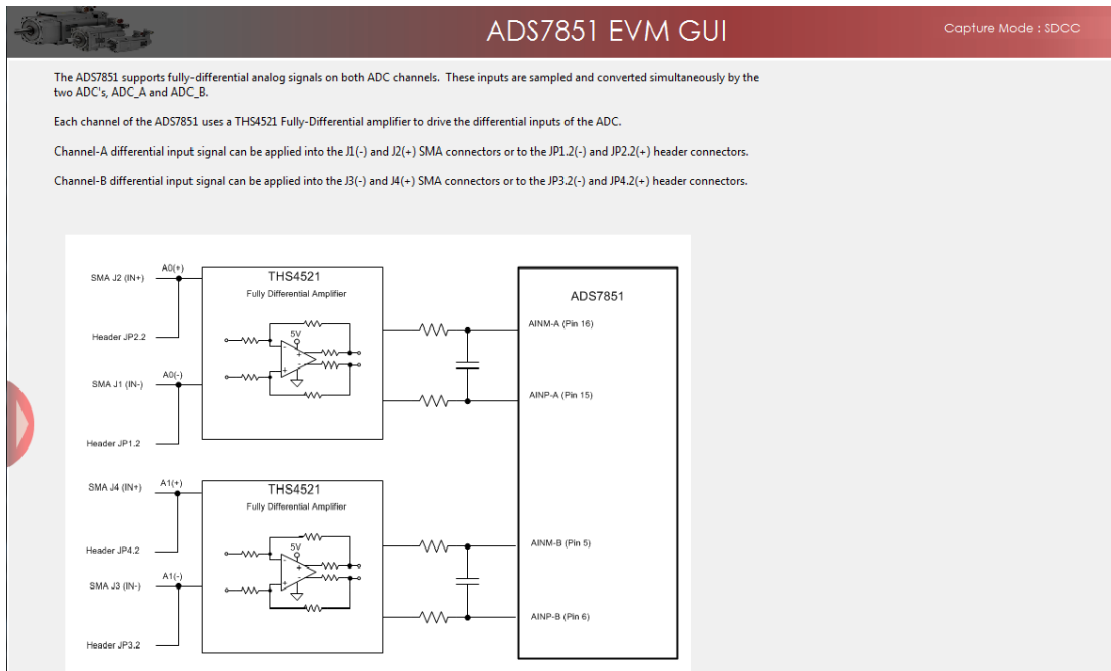 ADS7851 EVM GUI
Capture Mode : SDCC
The ADS7851 supports fully-differential analog signals on both ADC channels.  These inputs are sampled and converted simultaneously by the
two ADC's, ADC_A and ADC_B.
Each channel of the ADS7851 uses a THS4521 Fully-Differential amplifier to drive the differential inputs of the ADC.
Channel-A differential input signal can be applied into the J1(-) and J2(+) SMA connectors or to the JP1.2(-) and JP2.2(+) header connectors.
Channel-B differential input signal can be applied into the J3(-) and J4(+) SMA connectors or to the JP3.2(-) and JP4.2(+) header connectors.
SMA J2 (IN+)
A0(+)
Header JP2.2
SMA J1 (IN-)
A0(-)
Header JP1.2
THS4521
Fully Differential Amplifier
5V
-
+
+
-
ADS7851
AINM-A (Pin 16)
AINP-A (Pin 15)
SMA J4 (IN+)
A1(+)
Header JP4.2
SMA J3 (IN-)
A1(-)
Header JP3.2
THS4521
Fully Differential Amplifier
5V
-
+
+
-
AINM-B (Pin 5)
AINP-B (Pin 6)